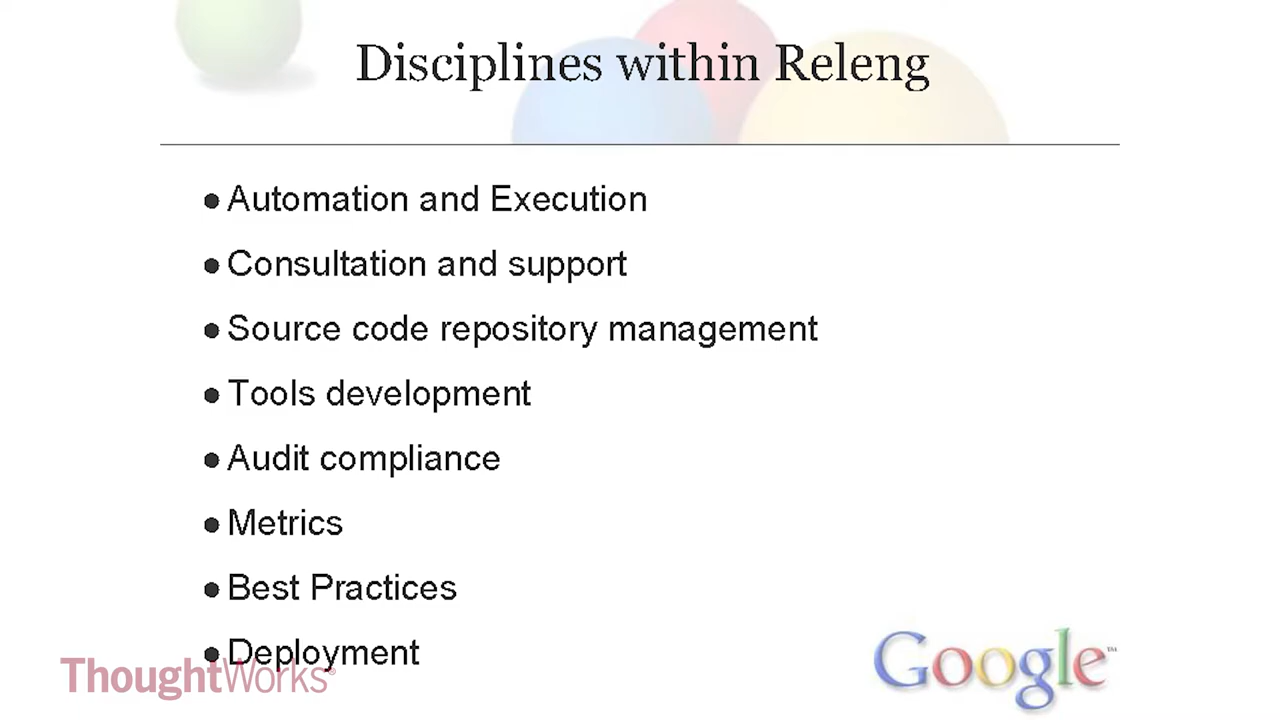 Disciplines within Releng
● Automation and Execution
● Consultation and support
● Source code repository management
● Tools development
● Audit compliance
● Metrics
● Best Practices
● Deployment
ThoughtWorks®
Google™